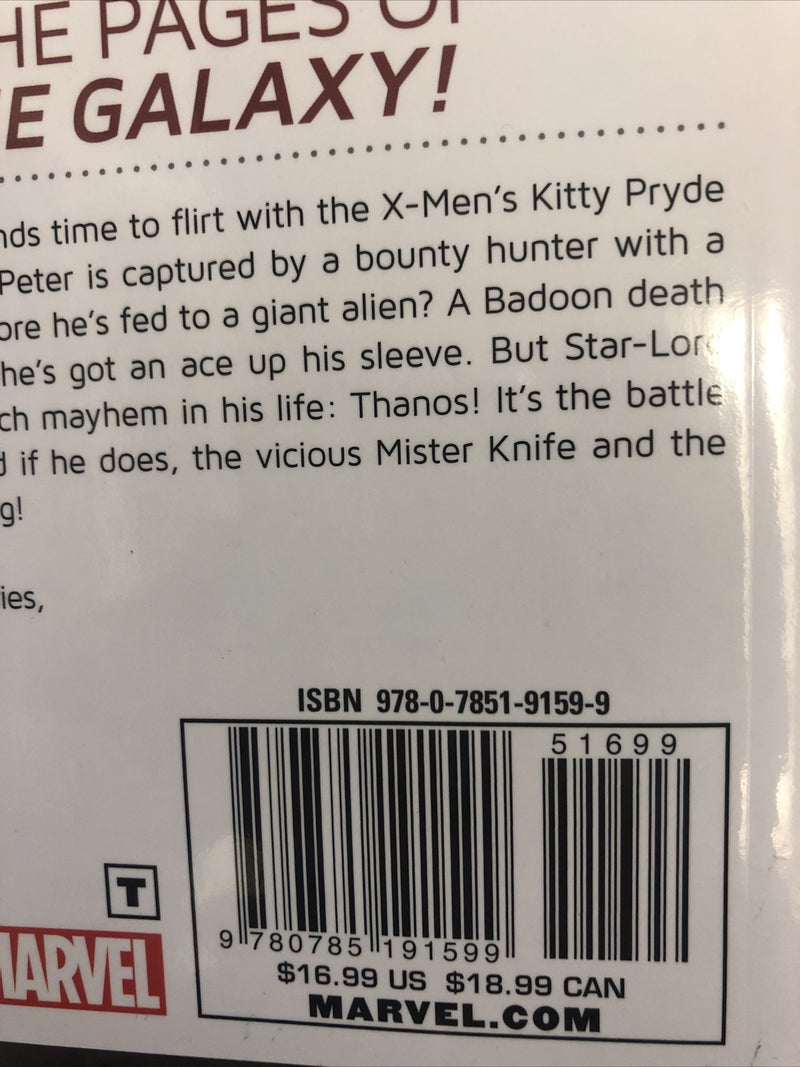 HE PAGES OF
E GALAXY!
nds time to flirt with the X-Men's Kitty Pryde
Peter is captured by a bounty hunter with a
ore he's fed to a giant alien? A Badoon death
he's got an ace up his sleeve. But Star-Lor
ch mayhem in his life: Thanos! It's the battle
d if he does, the vicious Mister Knife and the
g!
ies,
ISBN 978-0-7851-9159-9
51699
T
9 780785 191599
MARVEL
$16.99 US $18.99 CAN
MARVEL.COM